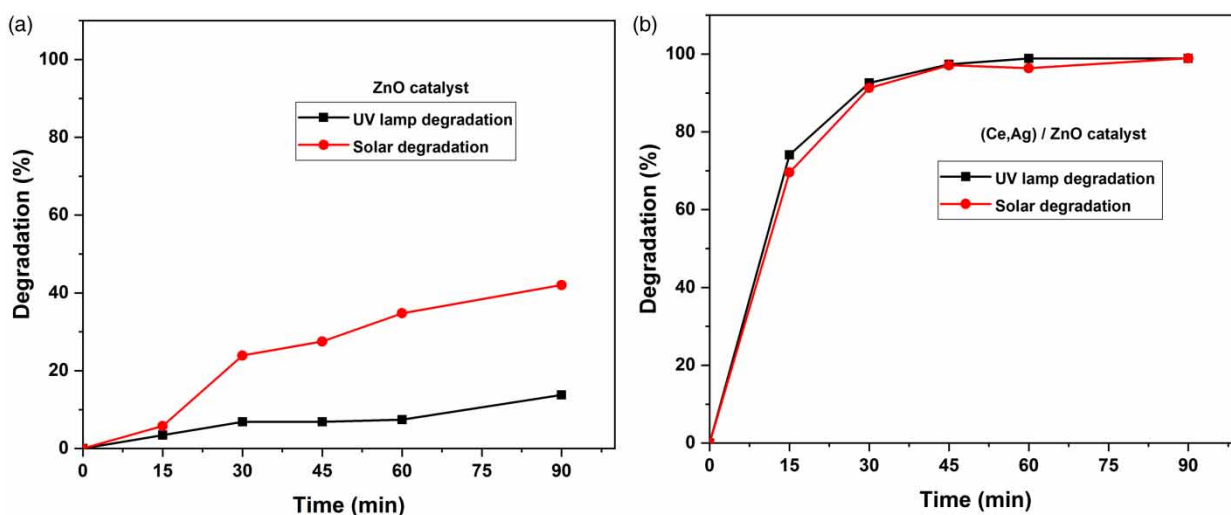 (a)
Degradation (%)
100
80
60
40
20
0
ZnO catalyst
UV lamp degradation
Solar degradation
0 15 30 45 60 75 90
Time (min)
(b)
Degradation (%)
100
80
60
40
20
0
(Ce,Ag) / ZnO catalyst
UV lamp degradation
Solar degradation
0 15 30 45 60 75 90
Time (min)